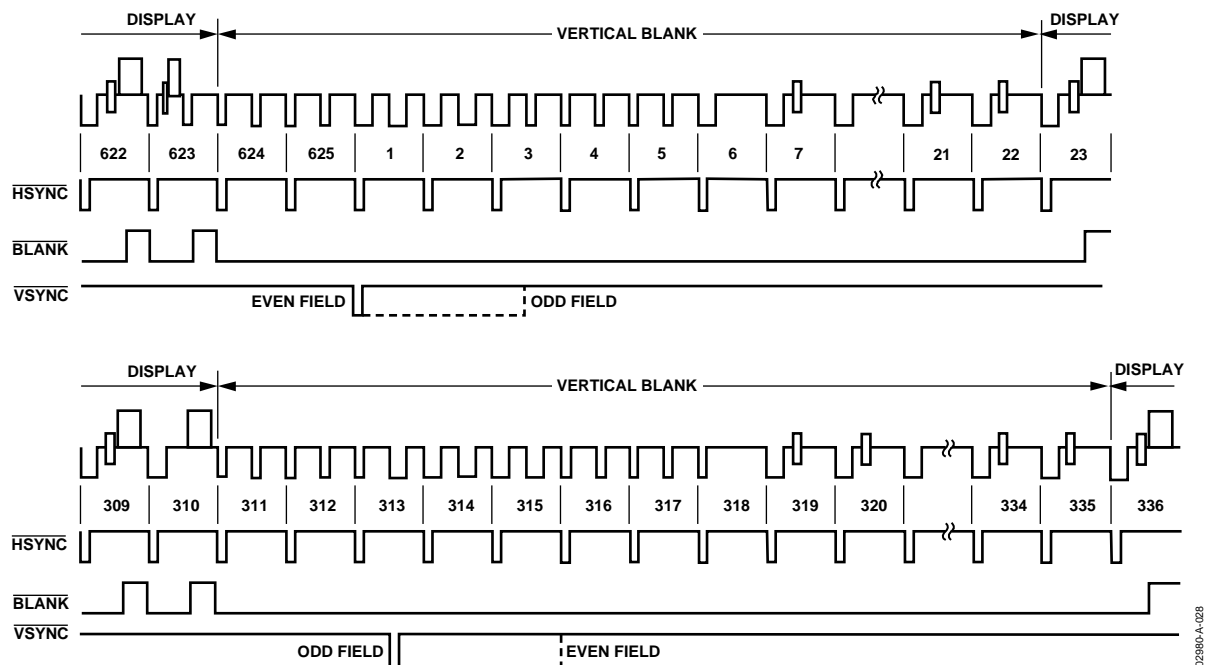 DISPLAY VERTICAL BLANK DISPLAY
622 623 624 625 1 2 3 4 5 6 7 21 22 23
HSYNC
BLANK
VSYNC
EVEN FIELD ODD FIELD
DISPLAY VERTICAL BLANK DISPLAY
309 310 311 312 313 314 315 316 317 318 319 320 334 335 336
HSYNC
BLANK
VSYNC
ODD FIELD EVEN FIELD
02980-A-028